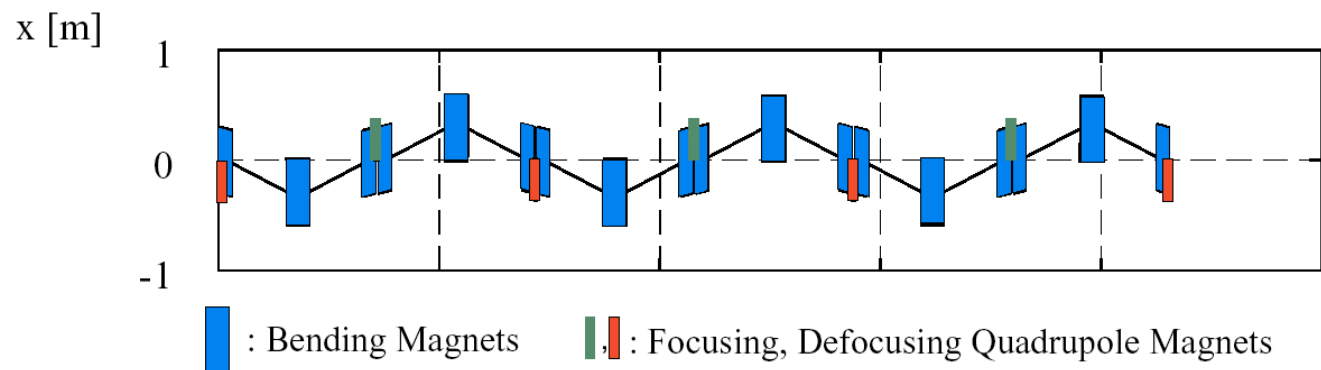 x [m]
1
0
-1
: Bending Magnets
, : Focusing, Defocusing Quadrupole Magnets